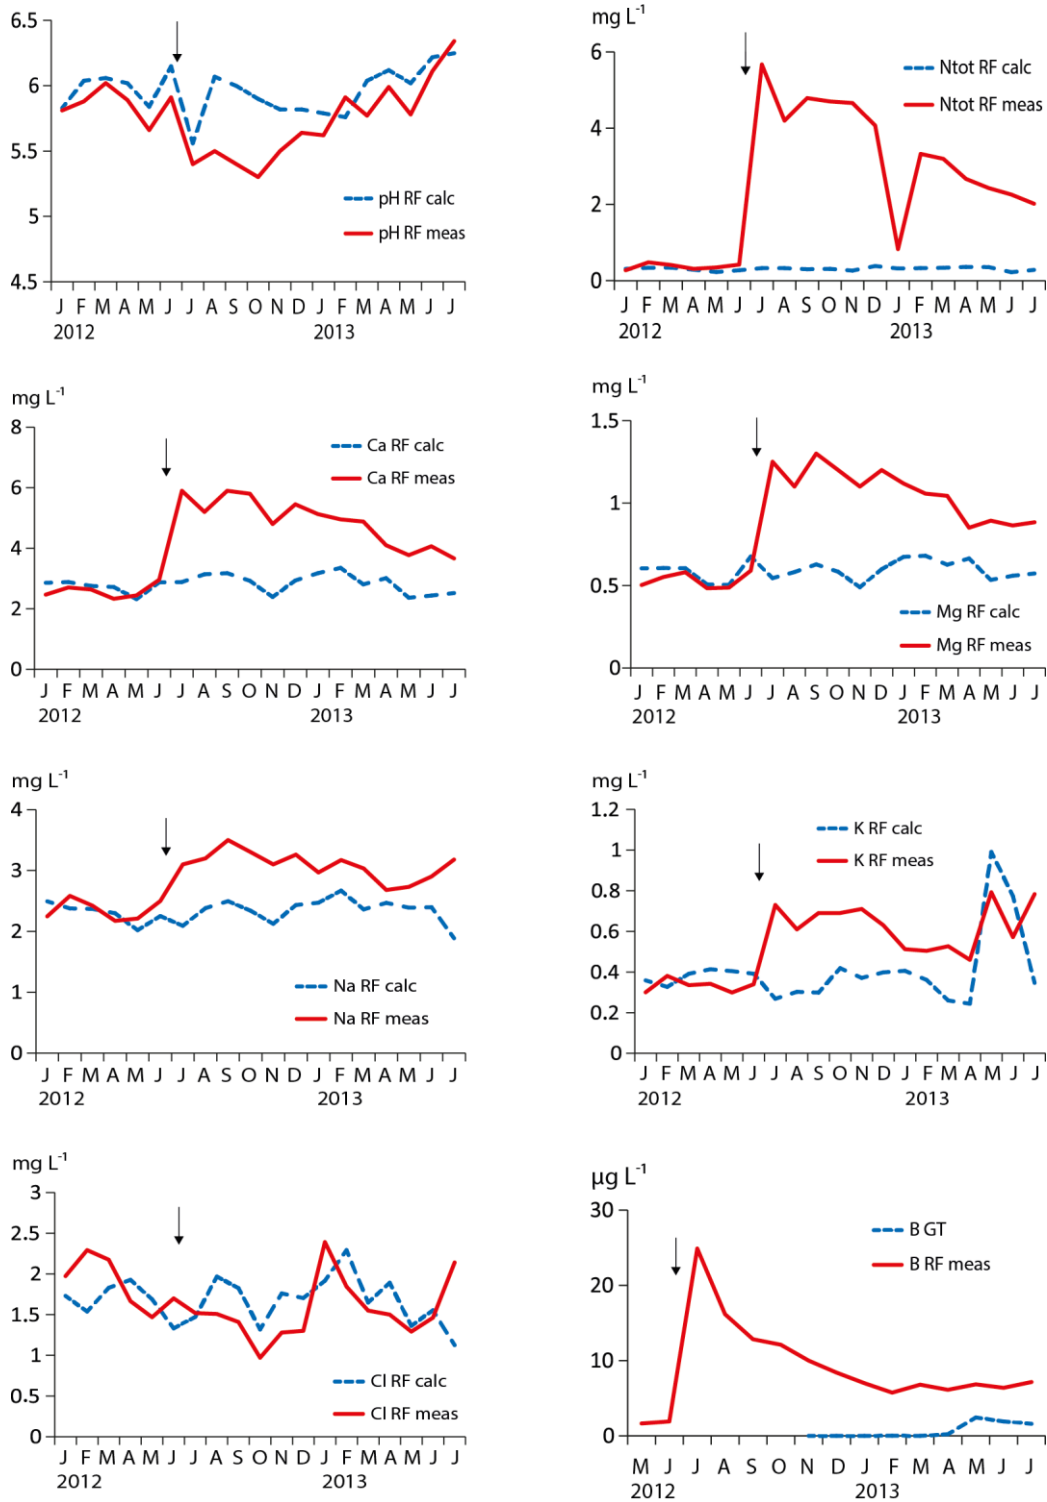 6.5
6
5.5
5
4.5
pH RF calc
pH RF meas
J F M A M J J A S O N D J F M A M J J
2012 2013
mg L⁻¹
6
4
2
0
Ntot RF calc
Ntot RF meas
J F M A M J J A S O N D J F M A M J J
2012 2013
mg L⁻¹
8
6
4
2
0
Ca RF calc
Ca RF meas
J F M A M J J A S O N D J F M A M J J
2012 2013
mg L⁻¹
1.5
1
0.5
0
Mg RF calc
Mg RF meas
J F M A M J J A S O N D J F M A M J J
2012 2013
mg L⁻¹
4
3
2
1
0
Na RF calc
Na RF meas
J F M A M J J A S O N D J F M A M J J
2012 2013
mg L⁻¹
1.2
1
0.8
0.6
0.4
0.2
0
K RF calc
K RF meas
J F M A M J J A S O N D J F M A M J J
2012 2013
mg L⁻¹
3
2.5
2
1.5
1
0.5
0
Cl RF calc
Cl RF meas
J F M A M J J A S O N D J F M A M J J
2012 2013
µg L⁻¹
30
20
10
0
B GT
B RF meas
M J J A S O N D J F M A M J J
2012 2013